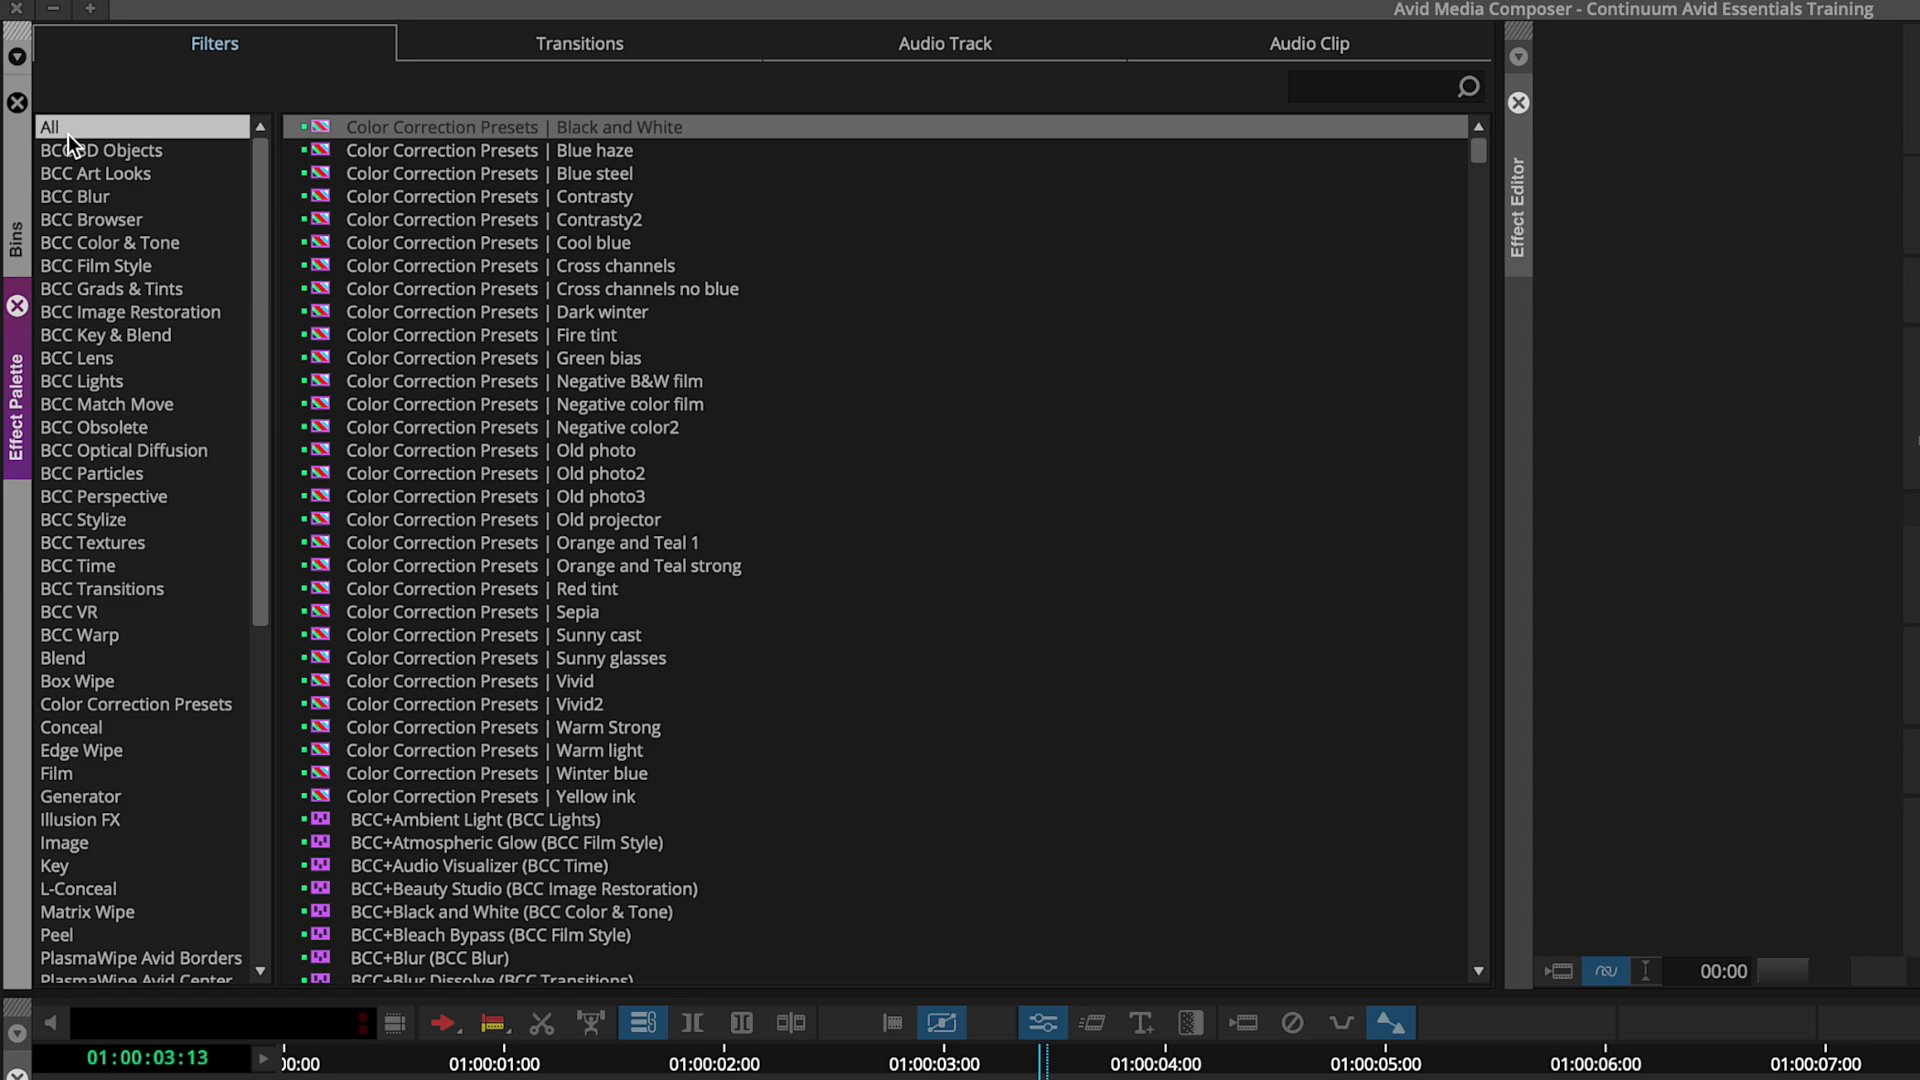 Avid Media Composer - Continuum Avid Essentials Training
Filters
Transitions
Audio Track
Audio Clip
Bins
Effect Palette
All
BCC 3D Objects
BCC Art Looks
BCC Blur
BCC Browser
BCC Color & Tone
BCC Film Style
BCC Grads & Tints
BCC Image Restoration
BCC Key & Blend
BCC Lens
BCC Lights
BCC Match Move
BCC Obsolete
BCC Optical Diffusion
BCC Particles
BCC Perspective
BCC Stylize
BCC Textures
BCC Time
BCC Transitions
BCC VR
BCC Warp
Blend
Box Wipe
Color Correction Presets
Conceal
Edge Wipe
Film
Generator
Illusion FX
Image
Key
L-Conceal
Matrix Wipe
Peel
PlasmaWipe Avid Borders
PlasmaWipe Avid Center
Color Correction Presets | Black and White
Color Correction Presets | Blue haze
Color Correction Presets | Blue steel
Color Correction Presets | Contrasty
Color Correction Presets | Contrasty2
Color Correction Presets | Cool blue
Color Correction Presets | Cross channels
Color Correction Presets | Cross channels no blue
Color Correction Presets | Dark winter
Color Correction Presets | Fire tint
Color Correction Presets | Green bias
Color Correction Presets | Negative B&W film
Color Correction Presets | Negative color film
Color Correction Presets | Negative color2
Color Correction Presets | Old photo
Color Correction Presets | Old photo2
Color Correction Presets | Old photo3
Color Correction Presets | Old projector
Color Correction Presets | Orange and Teal 1
Color Correction Presets | Orange and Teal strong
Color Correction Presets | Red tint
Color Correction Presets | Sepia
Color Correction Presets | Sunny cast
Color Correction Presets | Sunny glasses
Color Correction Presets | Vivid
Color Correction Presets | Vivid2
Color Correction Presets | Warm Strong
Color Correction Presets | Warm light
Color Correction Presets | Winter blue
Color Correction Presets | Yellow ink
BCC+Ambient Light (BCC Lights)
BCC+Atmospheric Glow (BCC Film Style)
BCC+Audio Visualizer (BCC Time)
BCC+Beauty Studio (BCC Image Restoration)
BCC+Black and White (BCC Color & Tone)
BCC+Bleach Bypass (BCC Film Style)
BCC+Blur (BCC Blur)
BCC+Blur Dissolve (BCC Transitions)
Effect Editor
00:00
01:00:03:13
00:00
01:00:01:00
01:00:02:00
01:00:03:00
01:00:04:00
01:00:05:00
01:00:06:00
01:00:07:00